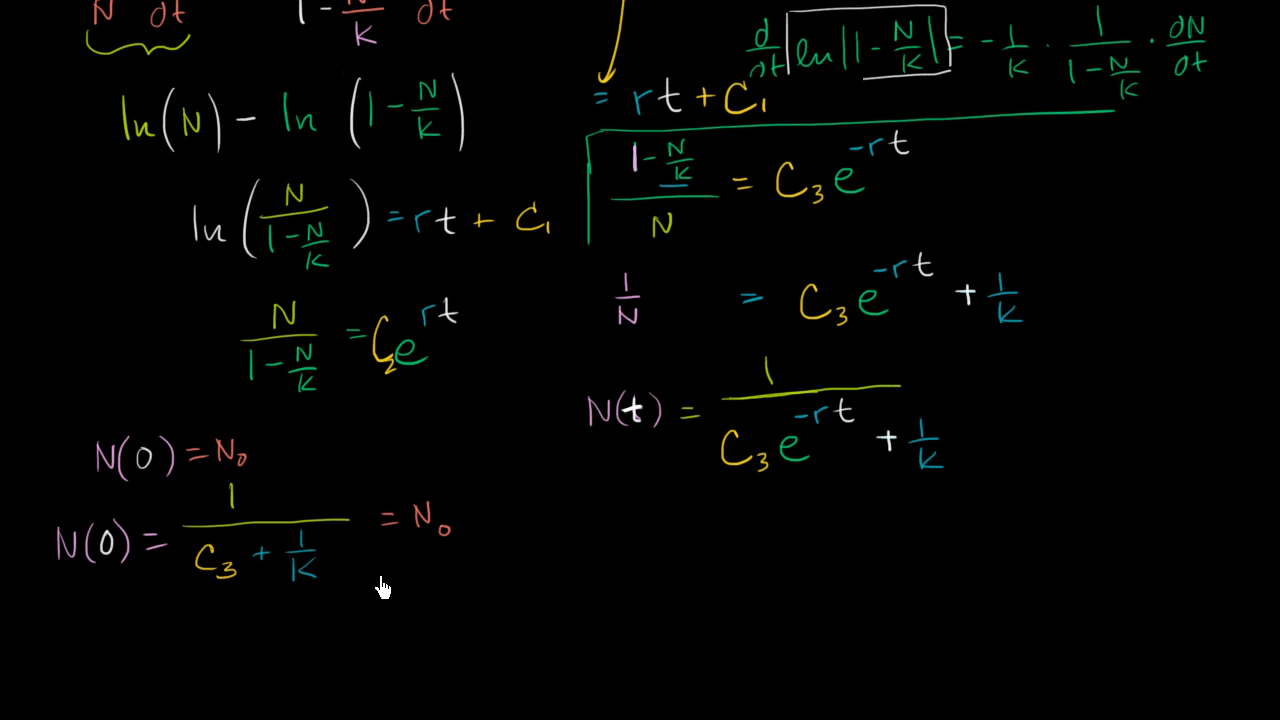 N dt 1 - N/K dt
d/dt ln|1 - N/K| = -1/K · 1/(1 - N/K) · dN/dt
ln(N) - ln(1 - N/K) = rt + C₁
(1 - N/K)/N = C₃e^(-rt)
ln(N/(1 - N/K)) = rt + C₁
1/N = C₃e^(-rt) + 1/K
N/(1 - N/K) = C₂e^(rt)
N(t) = 1/(C₃e^(-rt) + 1/K)
N(0) = N₀
N(0) = 1/(C₃ + 1/K) = N₀